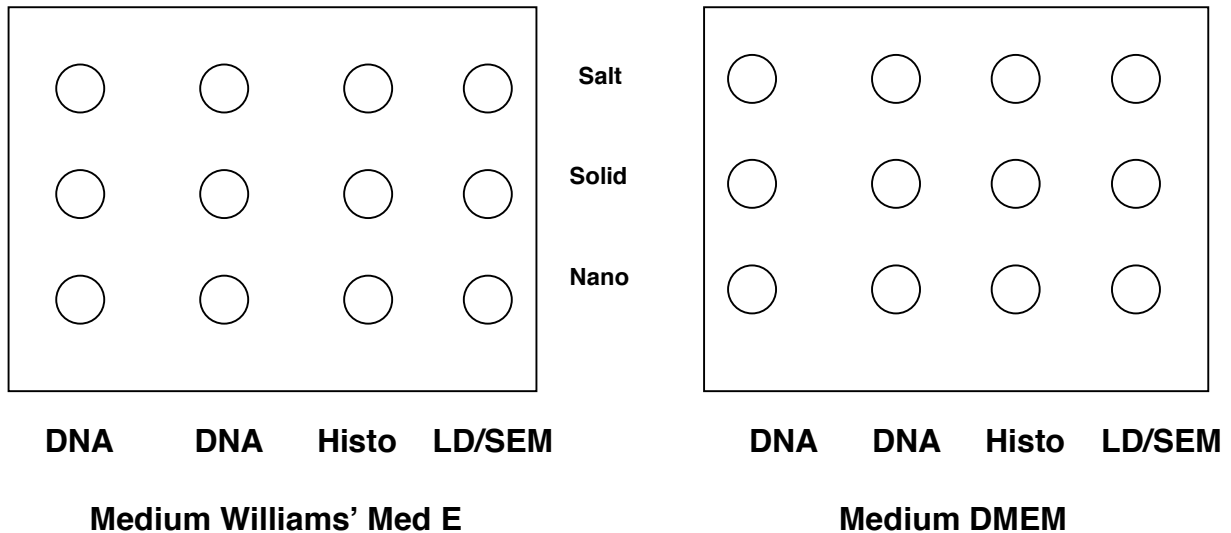 Salt
Solid
Nano
DNA DNA Histo LD/SEM
DNA DNA Histo LD/SEM
Medium Williams’ Med E
Medium DMEM